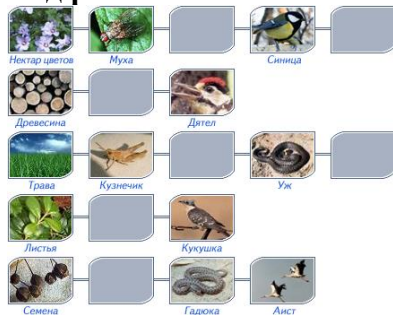 Нектар цветов Муха Синица
Древесина Дятел
Трава Кузнечик Уж
Листья Кукушка
Семена Гадюка Аист